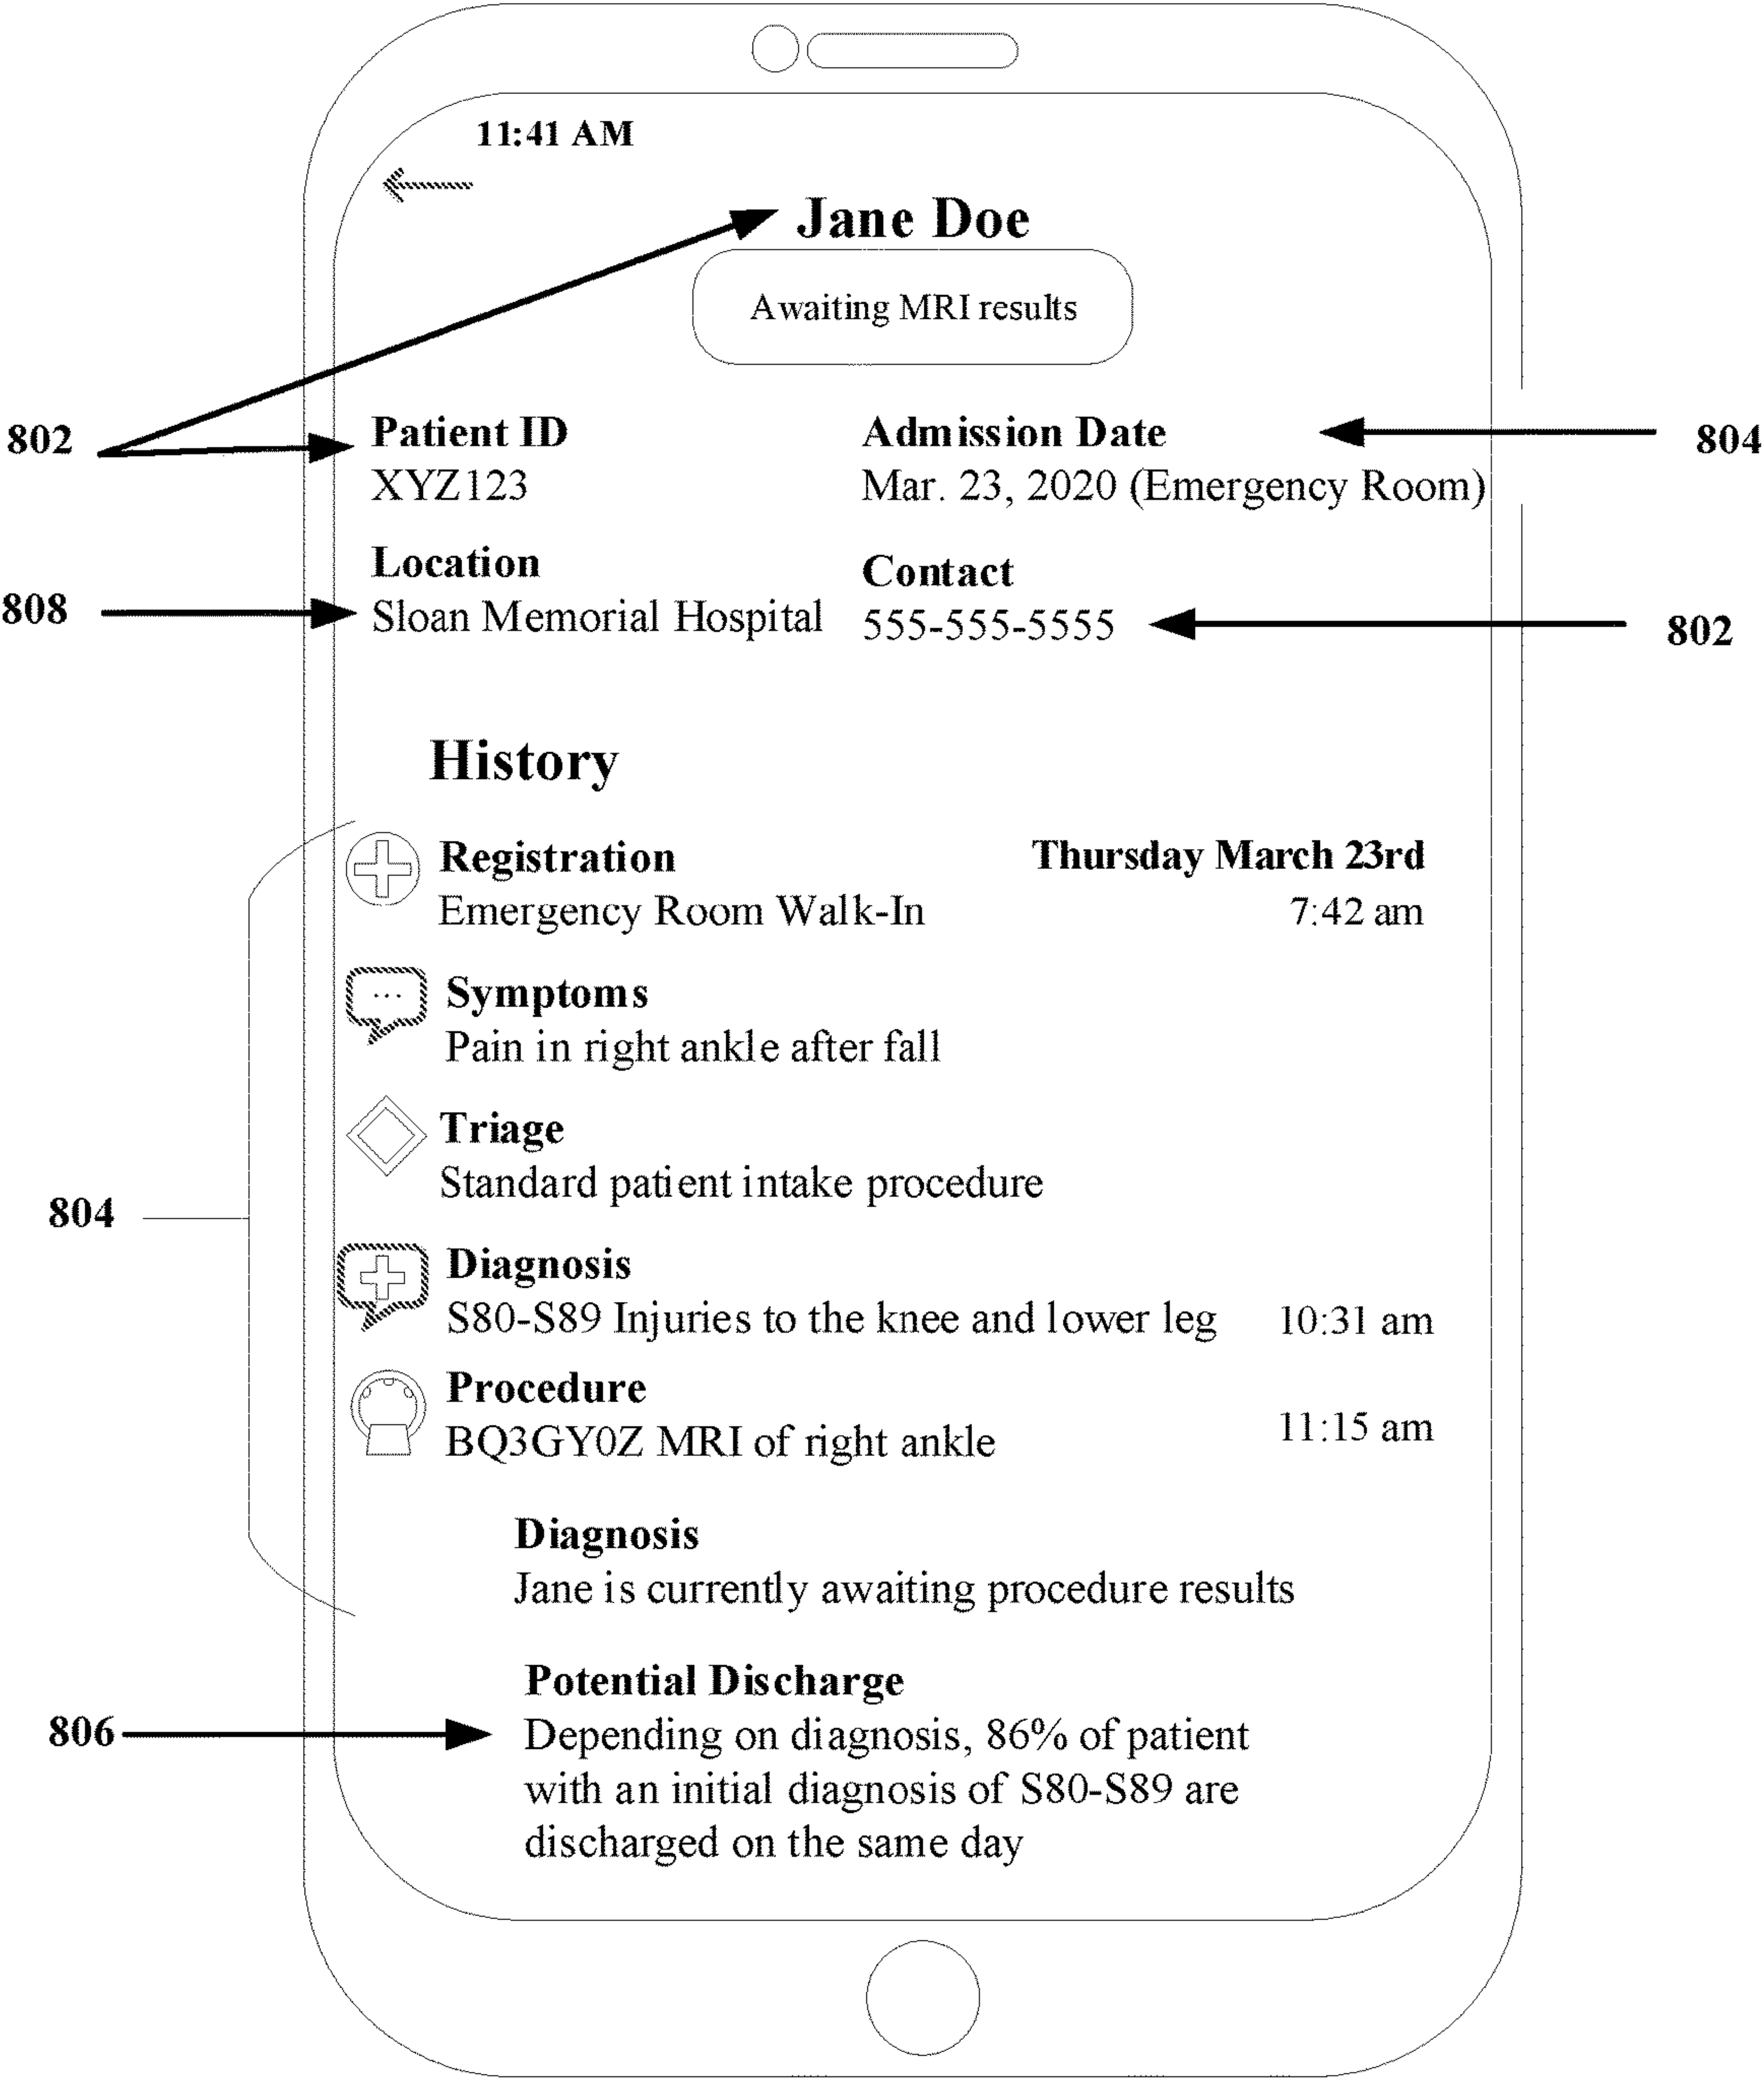 11:41 AM
Jane Doe
Awaiting MRI results
802
Patient ID
XYZ123
Admission Date
Mar. 23, 2020 (Emergency Room)
804
808
Location
Sloan Memorial Hospital
Contact
555-555-5555
802
History
Registration
Emergency Room Walk-In
Thursday March 23rd
7:42 am
Symptoms
Pain in right ankle after fall
Triage
Standard patient intake procedure
804
Diagnosis
S80-S89 Injuries to the knee and lower leg
10:31 am
Procedure
BQ3GY0Z MRI of right ankle
11:15 am
Diagnosis
Jane is currently awaiting procedure results
806
Potential Discharge
Depending on diagnosis, 86% of patient
with an initial diagnosis of S80-S89 are
discharged on the same day